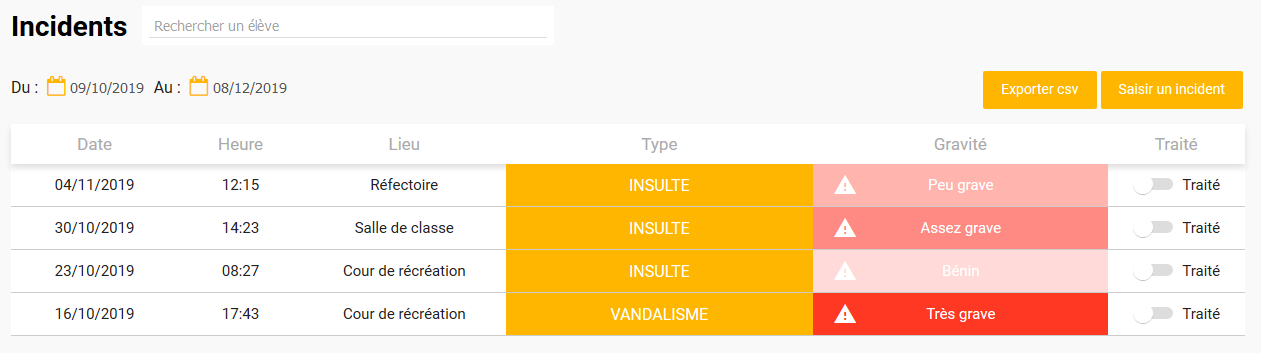 Incidents Rechercher un élève
Du : 09/10/2019 Au : 08/12/2019 Exporter csv Saisir un incident
Date Heure Lieu Type Gravité Traité
04/11/2019 12:15 Réfectoire INSULTE Peu grave Traité
30/10/2019 14:23 Salle de classe INSULTE Assez grave Traité
23/10/2019 08:27 Cour de récréation INSULTE Bénin Traité
16/10/2019 17:43 Cour de récréation VANDALISME Très grave Traité